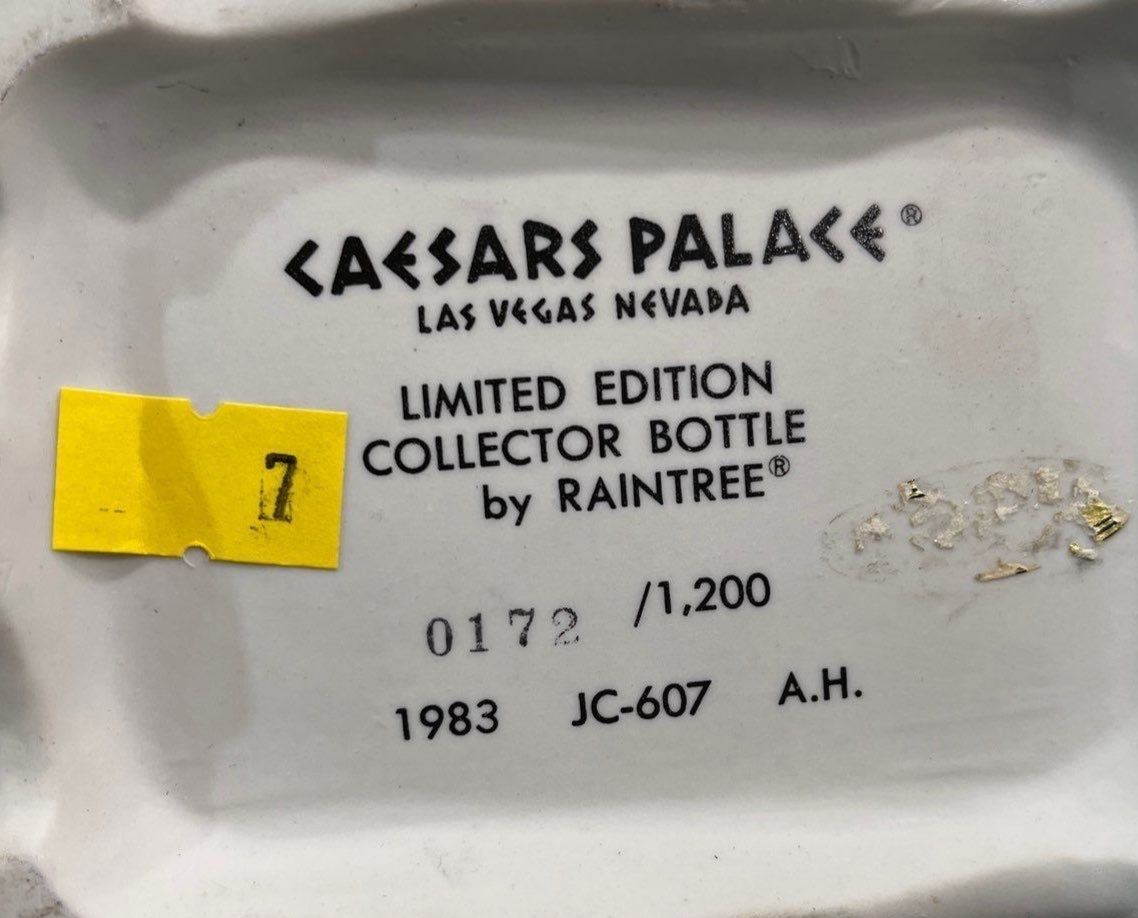 CAESARS PALACE®
LAS VEGAS NEVADA
LIMITED EDITION
COLLECTOR BOTTLE
by RAINTREE®
7
0172 /1,200
1983 JC-607 A.H.